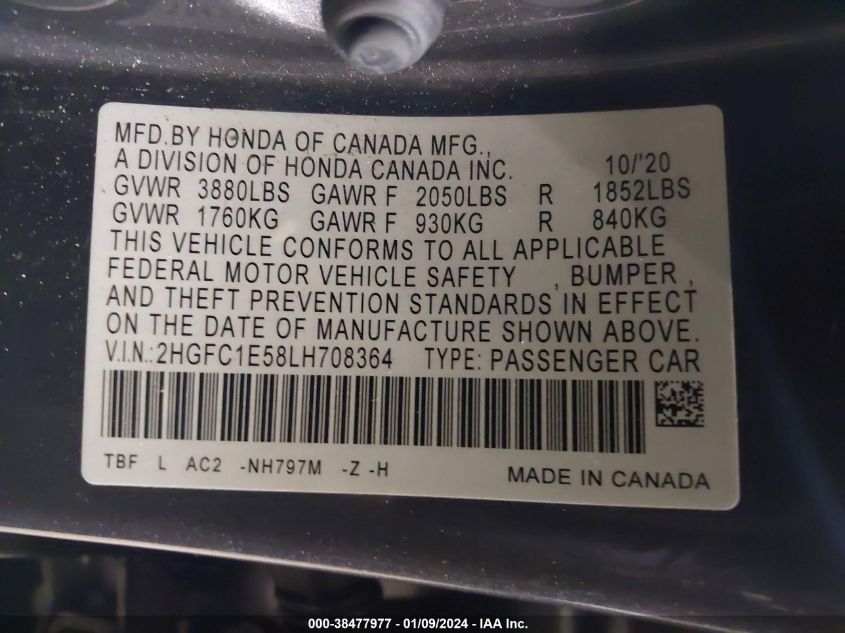 MFD.BY HONDA OF CANADA MFG.,
A DIVISION OF HONDA CANADA INC. 10/'20
GVWR 3880LBS GAWR F 2050LBS R 1852LBS
GVWR 1760KG GAWR F 930KG R 840KG
THIS VEHICLE CONFORMS TO ALL APPLICABLE
FEDERAL MOTOR VEHICLE SAFETY , BUMPER ,
AND THEFT PREVENTION STANDARDS IN EFFECT
ON THE DATE OF MANUFACTURE SHOWN ABOVE.
V.I.N.:2HGFC1E58LH708364 TYPE: PASSENGER CAR
TBF L AC2 -NH797M -Z -H
MADE IN CANADA
000-38477977 - 01/09/2024 - IAA Inc.